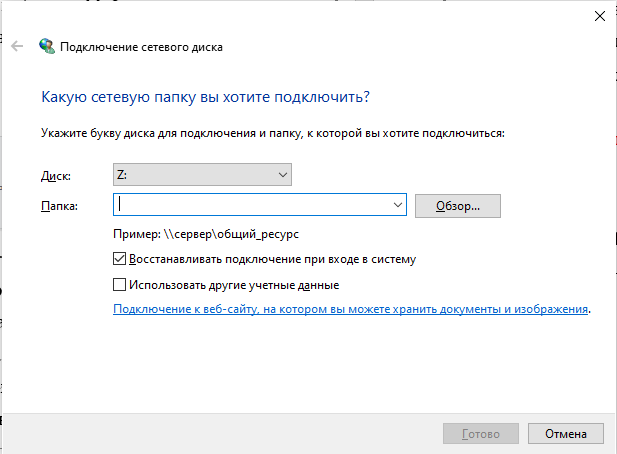 Подключение сетевого диска
Какую сетевую папку вы хотите подключить?
Укажите букву диска для подключения и папку, к которой вы хотите подключиться:
Диск: Z:
Папка: Обзор...
Пример: \\сервер\общий_ресурс
Восстанавливать подключение при входе в систему
Использовать другие учетные данные
Подключение к веб-сайту, на котором вы можете хранить документы и изображения.
Готово Отмена